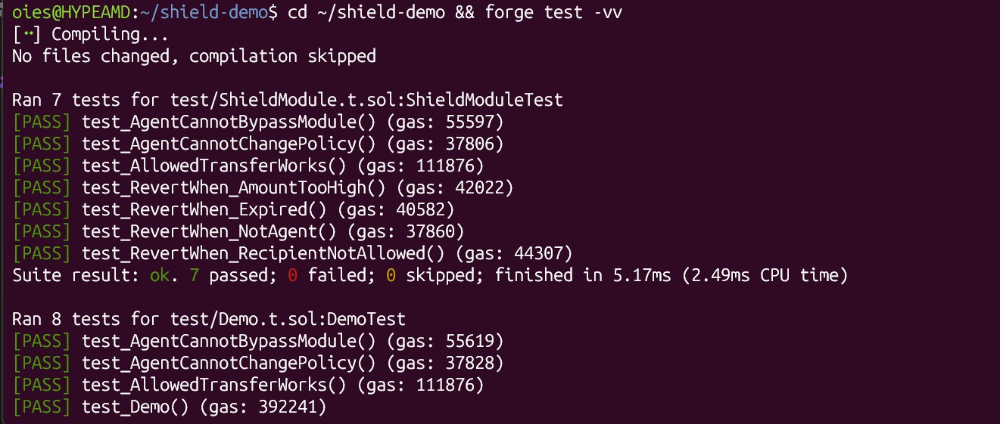 oies@HYPEAMD:~/shield-demo$ cd ~/shield-demo && forge test -vv
[⠒] Compiling...
No files changed, compilation skipped
Ran 7 tests for test/ShieldModule.t.sol:ShieldModuleTest
[PASS] test_AgentCannotBypassModule() (gas: 55597)
[PASS] test_AgentCannotChangePolicy() (gas: 37806)
[PASS] test_AllowedTransferWorks() (gas: 111876)
[PASS] test_RevertWhen_AmountTooHigh() (gas: 42022)
[PASS] test_RevertWhen_Expired() (gas: 40582)
[PASS] test_RevertWhen_NotAgent() (gas: 37860)
[PASS] test_RevertWhen_RecipientNotAllowed() (gas: 44307)
Suite result: ok. 7 passed; 0 failed; 0 skipped; finished in 5.17ms (2.49ms CPU time)
Ran 8 tests for test/Demo.t.sol:DemoTest
[PASS] test_AgentCannotBypassModule() (gas: 55619)
[PASS] test_AgentCannotChangePolicy() (gas: 37828)
[PASS] test_AllowedTransferWorks() (gas: 111876)
[PASS] test_Demo() (gas: 392241)